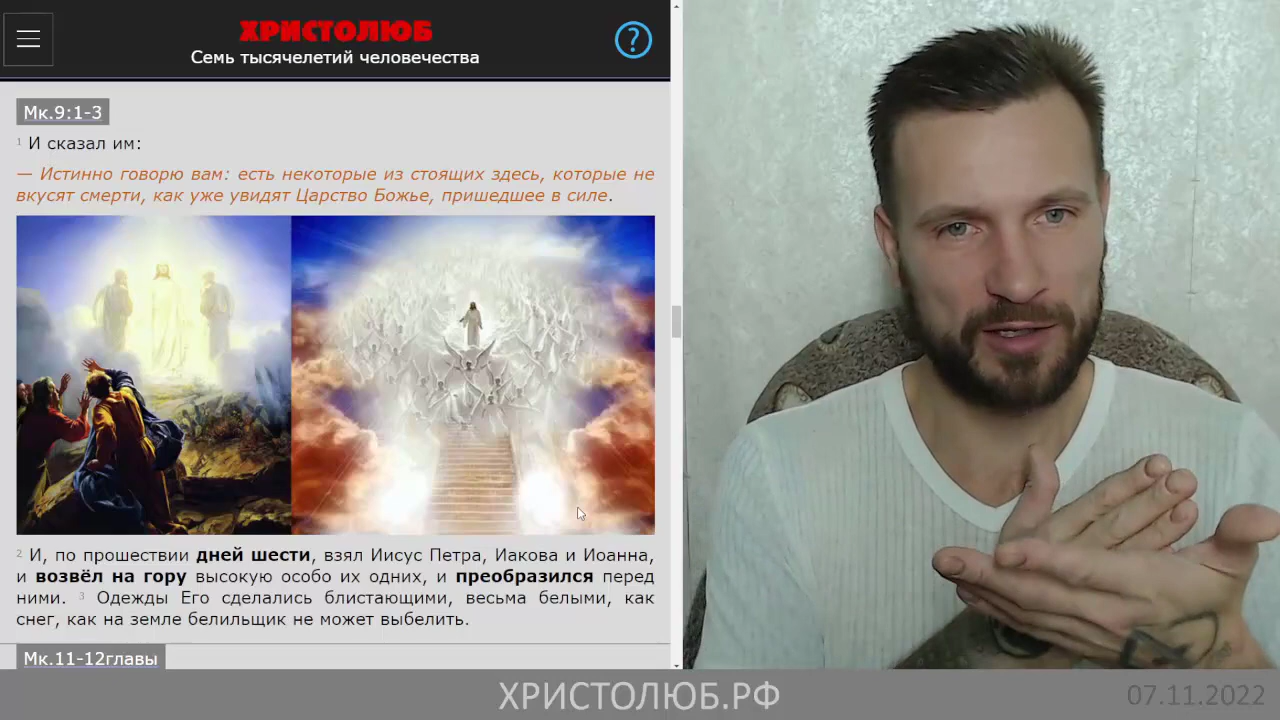 ХРИСТОЛЮБ
Семь тысячелетий человечества
?
Мк.9:1-3
1 И сказал им:
— Истинно говорю вам: есть некоторые из стоящих здесь, которые не
вкусят смерти, как уже увидят Царство Божье, пришедшее в силе.
2 И, по прошествии дней шести, взял Иисус Петра, Иакова и Иоанна,
и возвёл на гору высокую особо их одних, и преобразился перед
ними. 3 Одежды Его сделались блистающими, весьма белыми, как
снег, как на земле белильщик не может выбелить.
Мк.11-12главы
ХРИСТОЛЮБ.РФ
07.11.2022